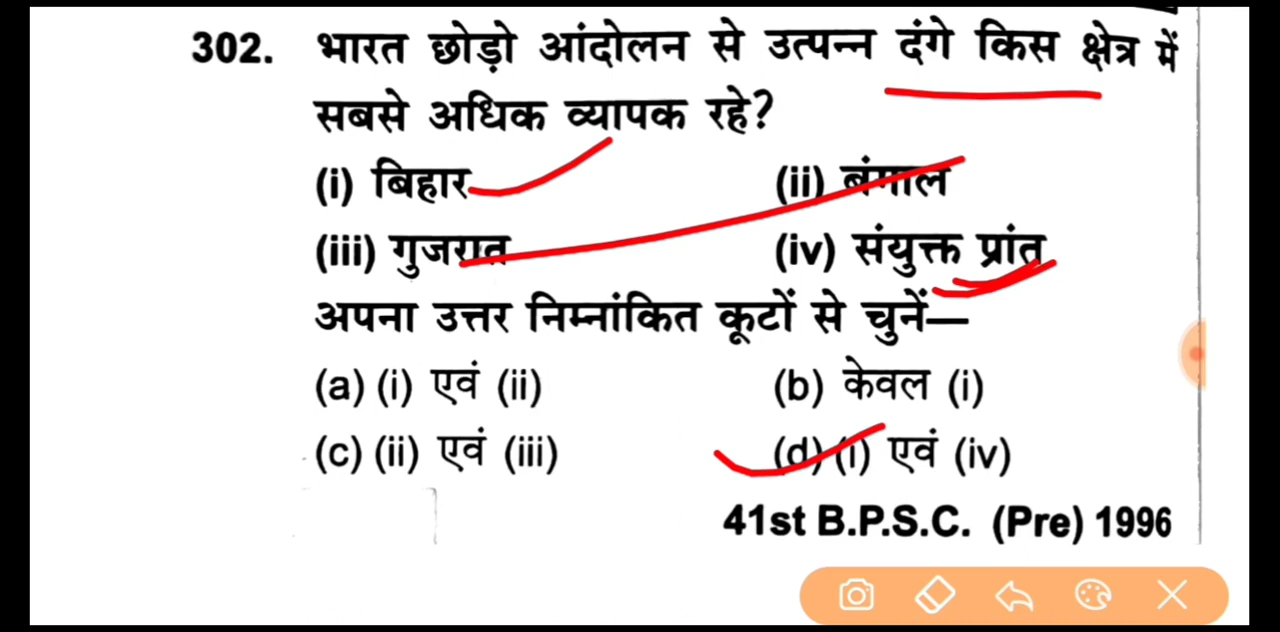 302. भारत छोड़ो आंदोलन से उत्पन्न दंगे किस क्षेत्र में
सबसे अधिक व्यापक रहे?
(i) बिहार (ii) बंगाल
(iii) गुजरात (iv) संयुक्त प्रांत
अपना उत्तर निम्नांकित कूटों से चुनें—
(a) (i) एवं (ii) (b) केवल (i)
(c) (ii) एवं (iii) (d) (i) एवं (iv)
41st B.P.S.C. (Pre) 1996